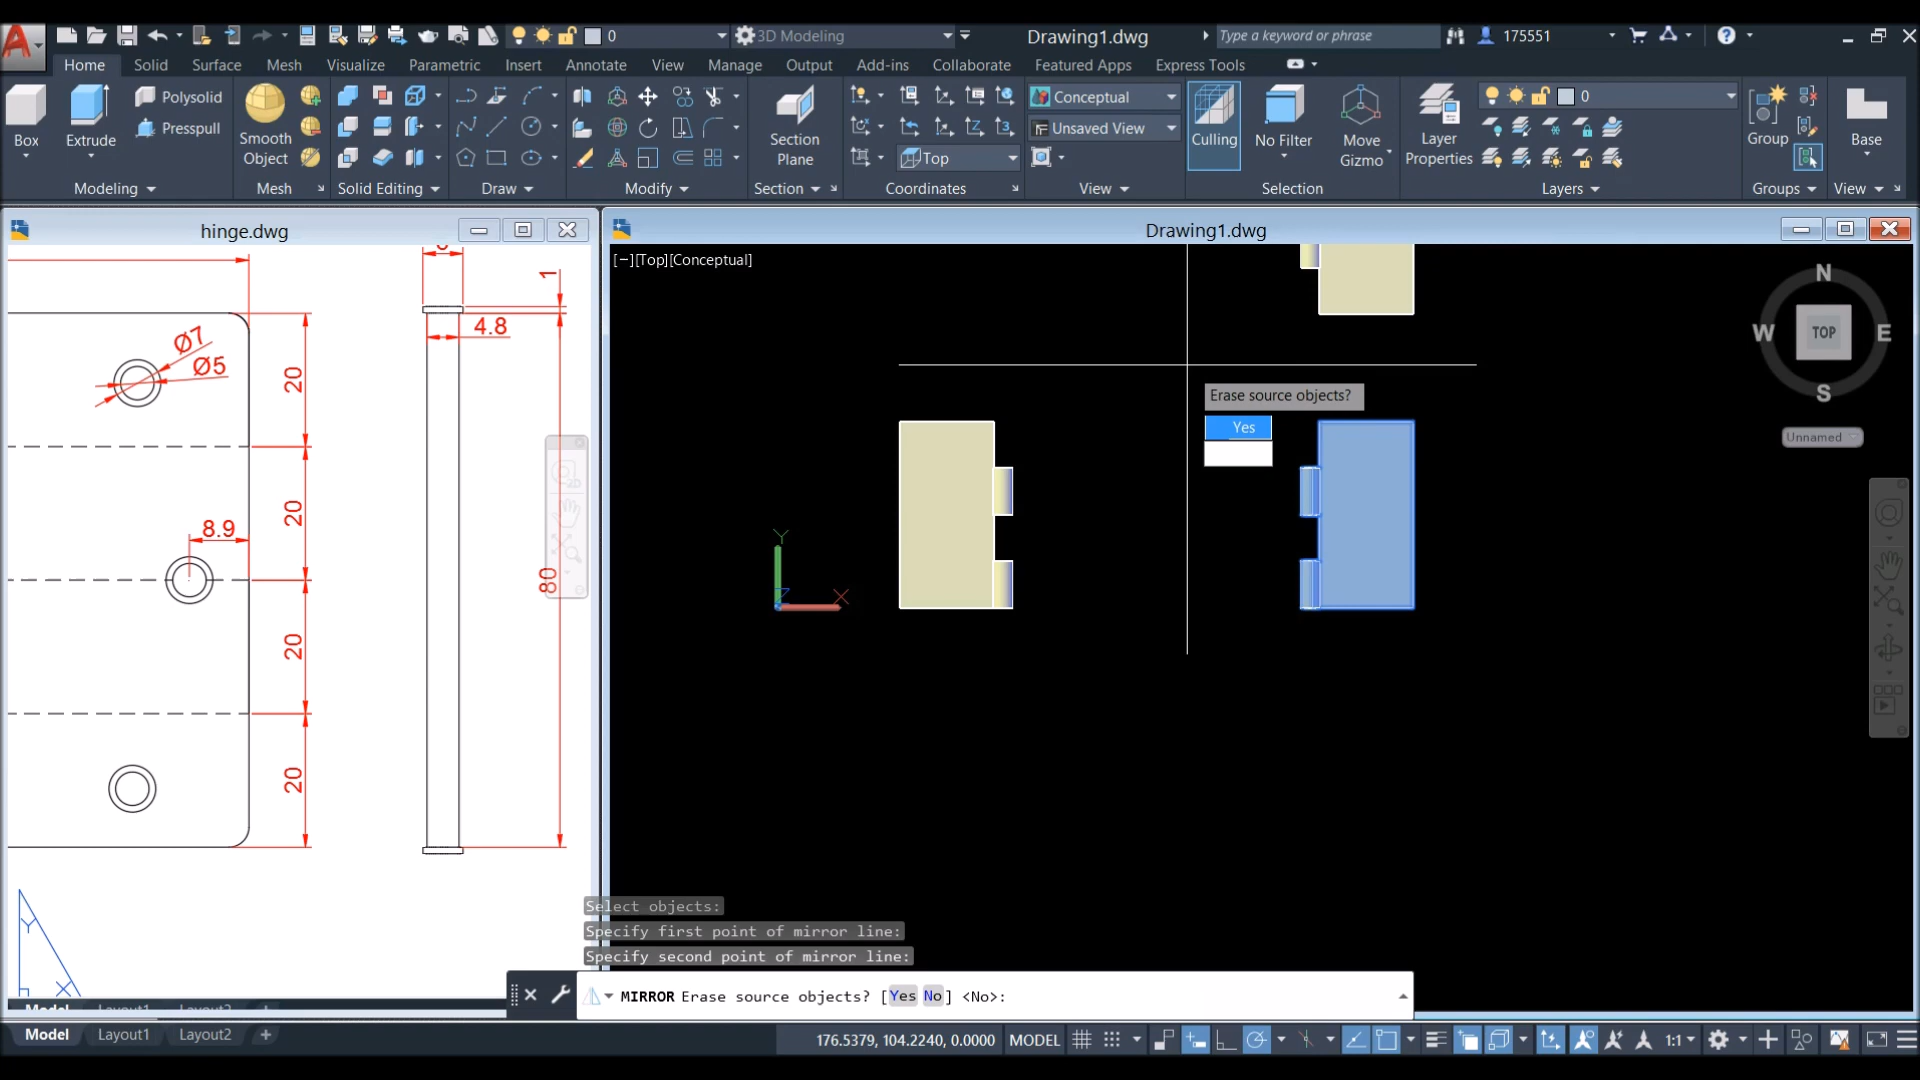 0
3D Modeling
Drawing1.dwg
Type a keyword or phrase
175551
Home
Solid
Surface
Mesh
Visualize
Parametric
Insert
Annotate
View
Manage
Output
Add-ins
Collaborate
Featured Apps
Express Tools
Box
Extrude
Polysolid
Presspull
Smooth
Object
Section
Plane
Top
Conceptual
Unsaved View
Culling
No Filter
Move
Gizmo
Layer
Properties
0
Group
Base
Modeling
Mesh
Solid Editing
Draw
Modify
Section
Coordinates
View
Selection
Layers
Groups
View
hinge.dwg
Drawing1.dwg
[−][Top][Conceptual]
1
4.8
Ø7
Ø5
20
20
8.9
80
20
20
Y
X
Erase source objects?
Yes
Y
X
Z
N
W
TOP
E
S
Unnamed
Select objects:
Specify first point of mirror line:
Specify second point of mirror line:
MIRROR Erase source objects? [Yes No] <No>:
Model
Layout1
Layout2
Model
Layout1
Layout2
176.5379, 104.2240, 0.0000
MODEL
1:1